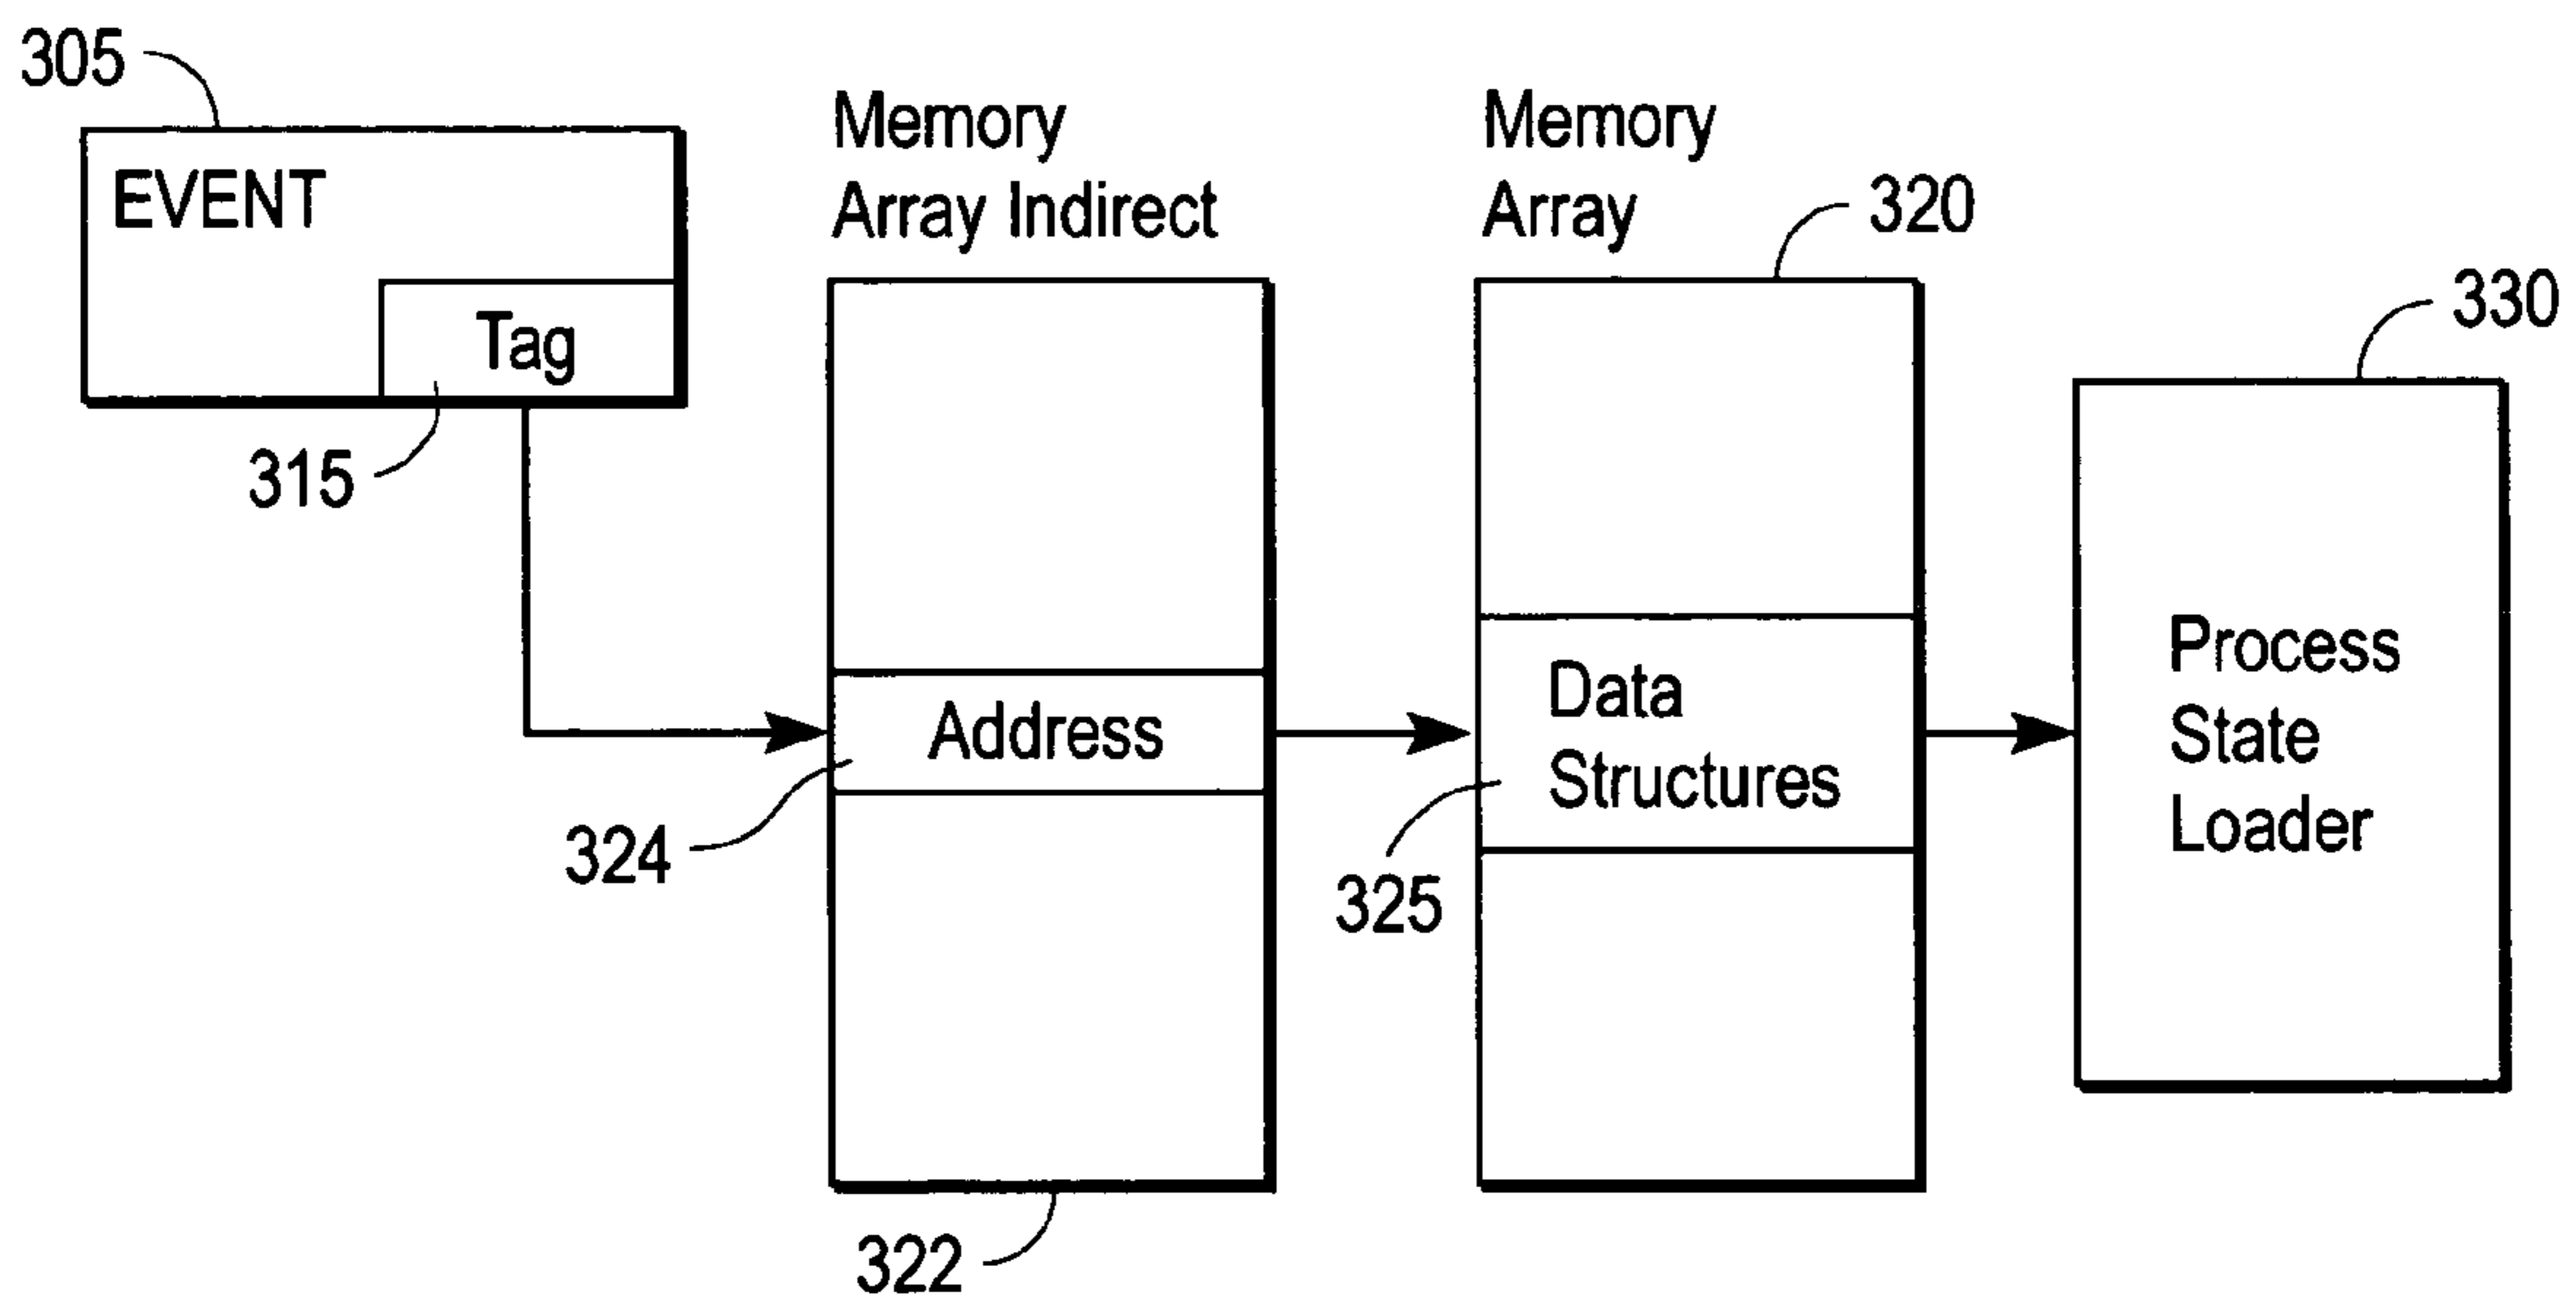 305
EVENT
Tag
315
Memory
Array Indirect
Address
324
322
Memory
Array
320
Data
Structures
325
330
Process
State
Loader